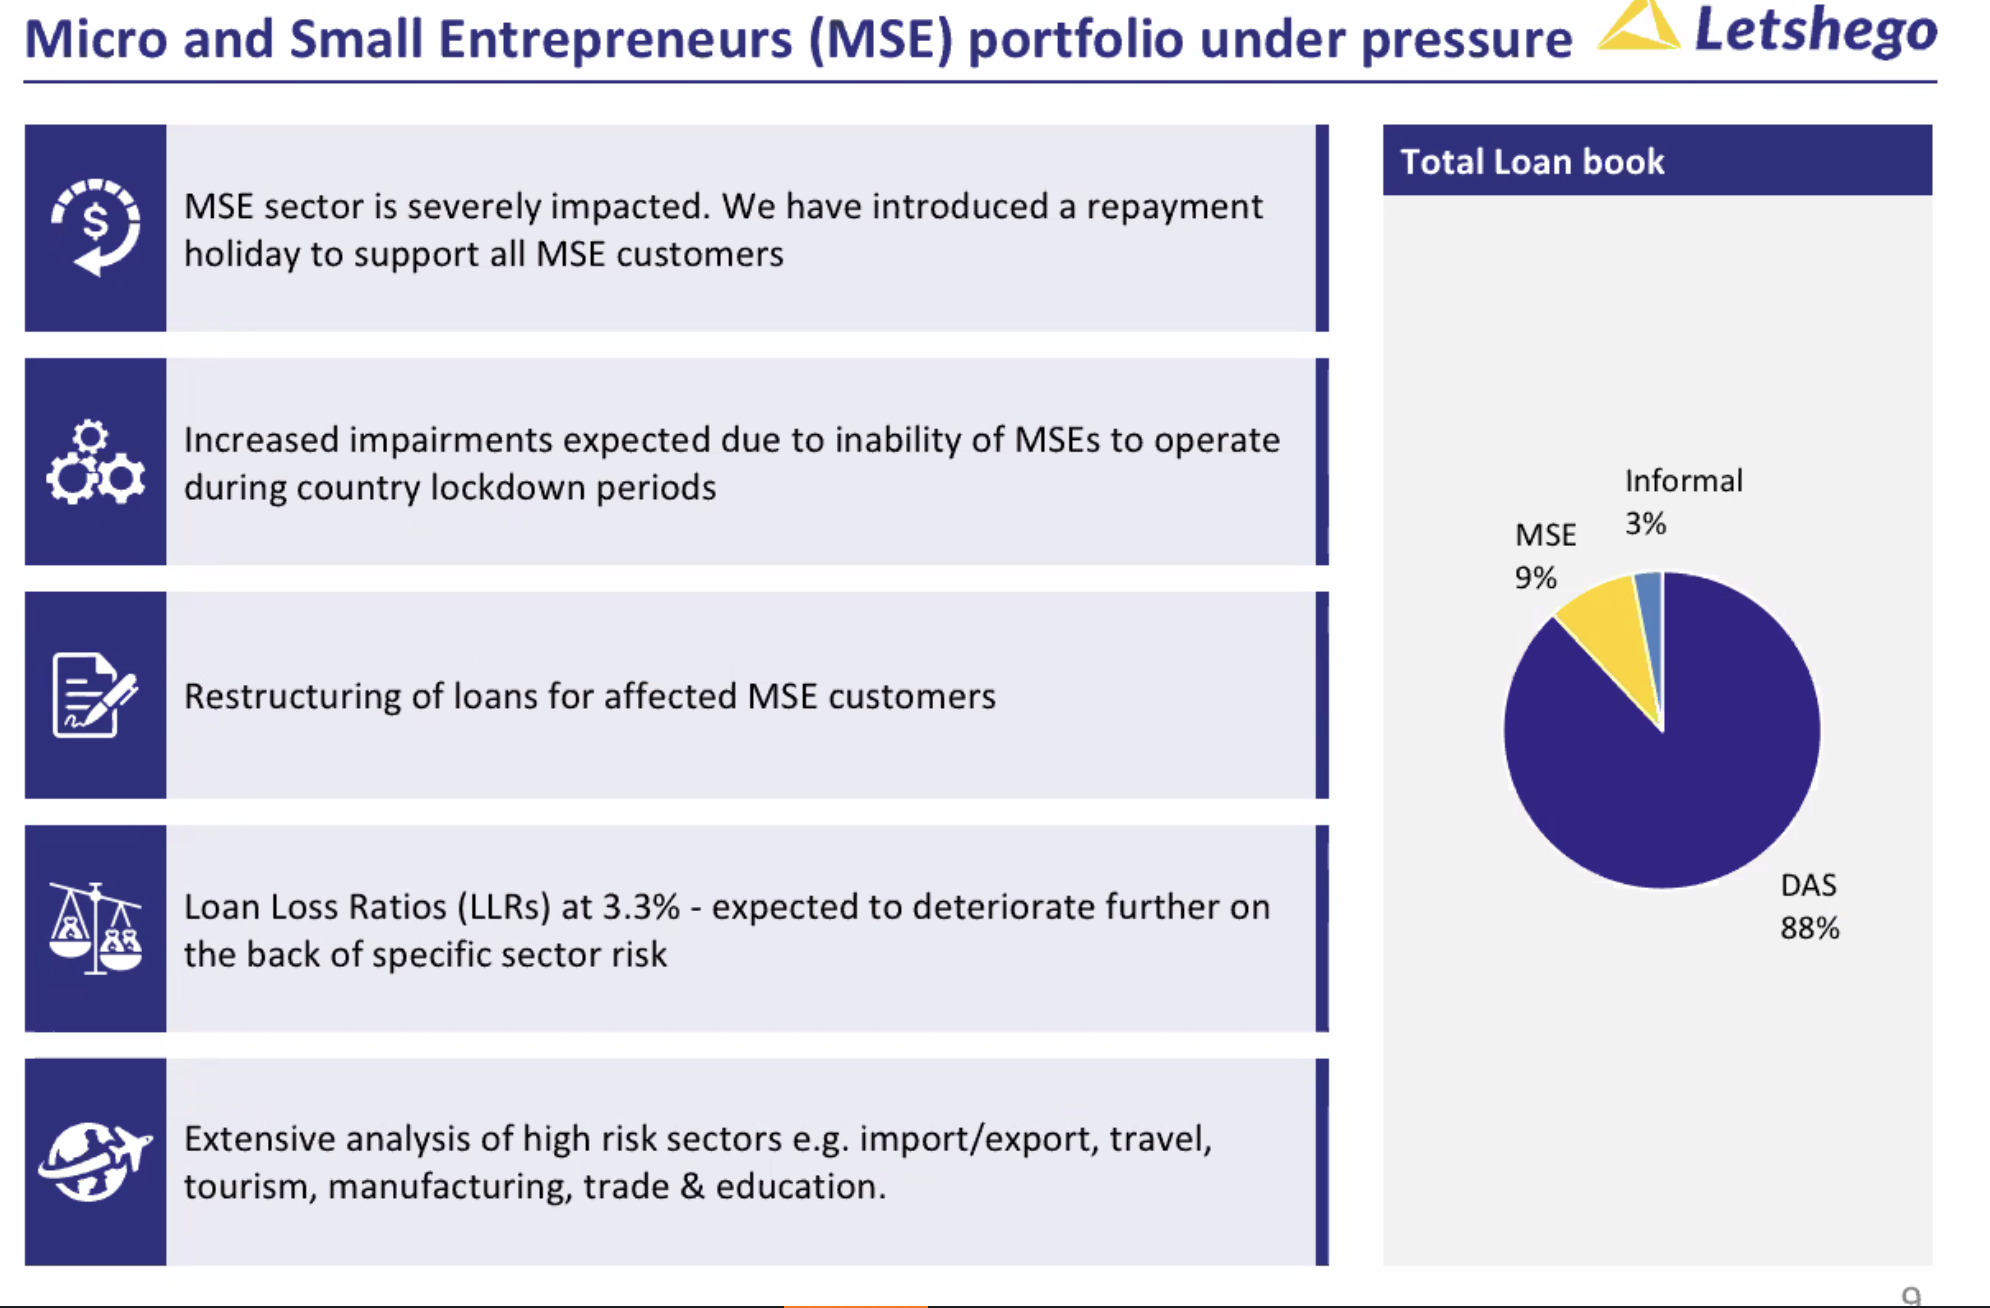 Micro and Small Entrepreneurs (MSE) portfolio under pressure
Letshego
MSE sector is severely impacted. We have introduced a repayment
holiday to support all MSE customers
Increased impairments expected due to inability of MSEs to operate
during country lockdown periods
Restructuring of loans for affected MSE customers
Loan Loss Ratios (LLRs) at 3.3% - expected to deteriorate further on
the back of specific sector risk
Extensive analysis of high risk sectors e.g. import/export, travel,
tourism, manufacturing, trade & education.
Total Loan book
Informal
3%
MSE
9%
DAS
88%
9